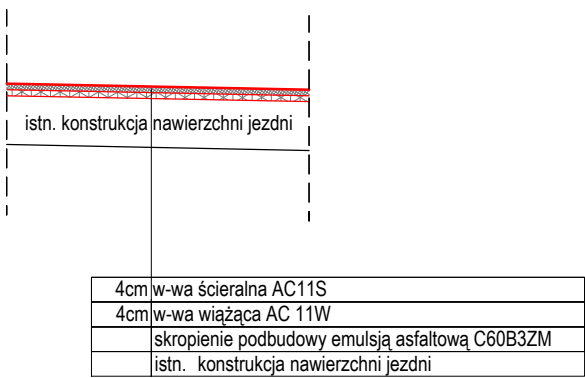 istn. konstrukcja nawierzchni jezdni
4cm w-wa ścieralna AC11S
4cm w-wa wiążąca AC 11W
skropienie podbudowy emulsją asfaltową C60B3ZM
istn. konstrukcja nawierzchni jezdni